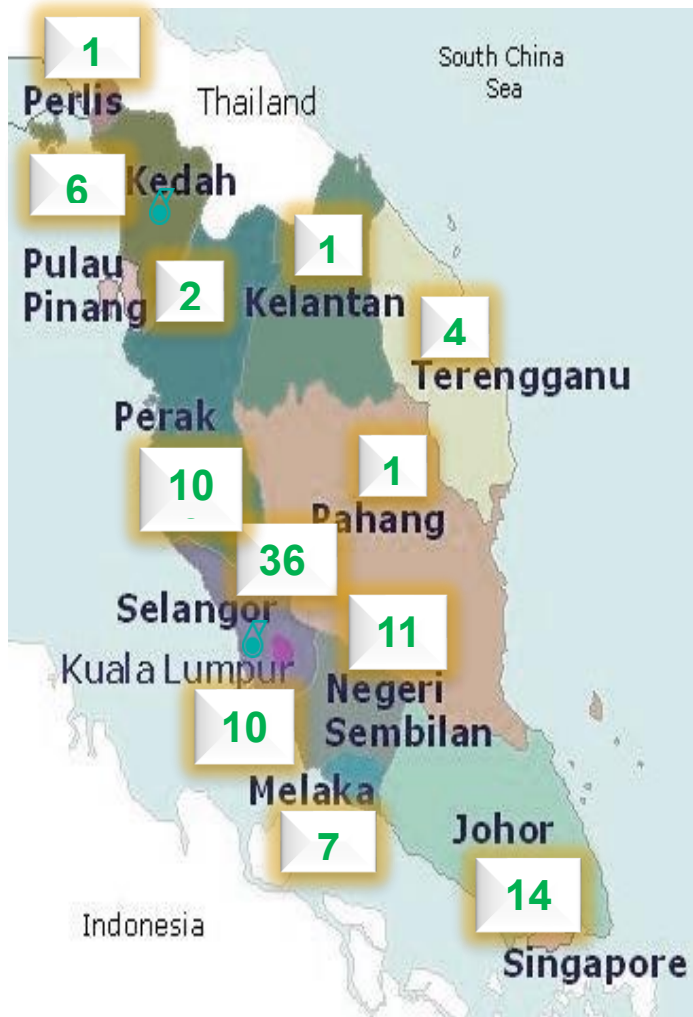 1
South China
Sea
Perlis
Thailand
6
Kedah
1
Pulau
Pinang
2
Kelantan
4
Terengganu
Perak
10
1
Pahang
36
Selangor
11
Kuala Lumpur
Negeri
Sembilan
10
Melaka
Johor
7
14
Indonesia
Singapore